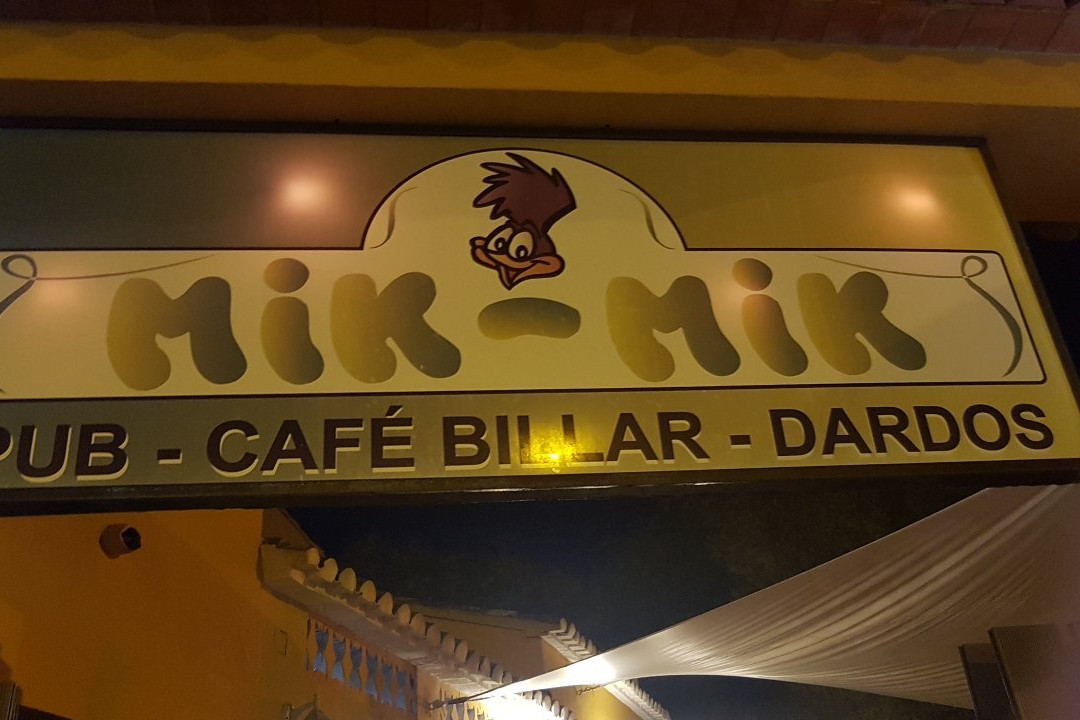 MiK-MiK
PUB - CAFÉ BILLAR - DARDOS